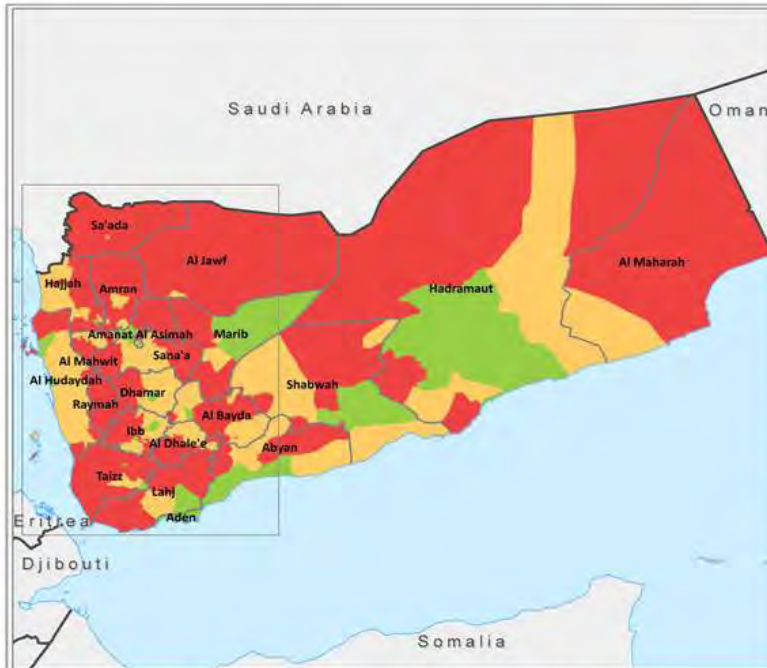 Saudi Arabia
Oman
Sa'ada
Al Jawf
Al Maharah
Hajjah
Amran
Hadramaut
Amanat Al Asimah
Marib
Al Mahwit
Sana'a
Al Hudaydah
Dhamar
Shabwah
Raymah
Al Bayda
Ibb
Al Dhale'e
Abyan
Taizz
Lahj
Aden
Eritrea
Djibouti
Somalia